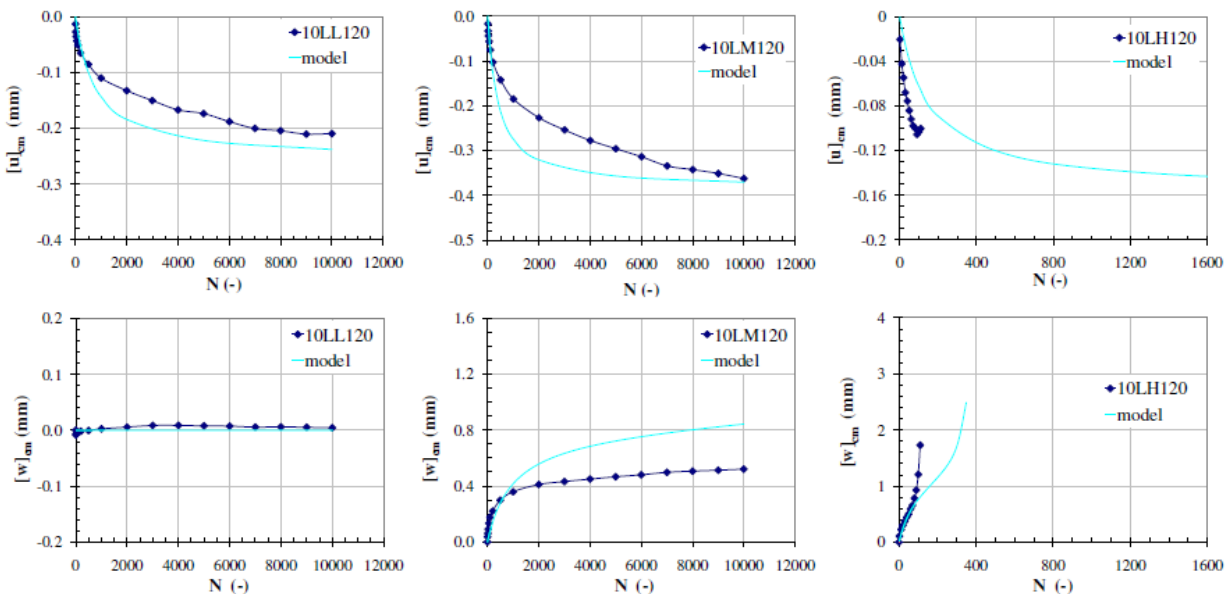 0.0
-0.1
-0.2
-0.3
-0.4
[u]cm (mm)
10LL120
model
0 2000 4000 6000 8000 10000 12000
N (-)
0.0
-0.1
-0.2
-0.3
-0.4
-0.5
[u]cm (mm)
10LM120
model
0 2000 4000 6000 8000 10000 12000
N (-)
0
-0.04
-0.08
-0.12
-0.16
-0.2
[u]cm (mm)
10LH120
model
0 400 800 1200 1600
N (-)
0.2
0.1
0.0
-0.1
-0.2
[w]cm (mm)
10LL120
model
0 2000 4000 6000 8000 10000 12000
N (-)
1.6
1.2
0.8
0.4
0.0
[w]cm (mm)
10LM120
model
0 2000 4000 6000 8000 10000 12000
N (-)
4
3
2
1
0
[w]cm (mm)
10LH120
model
0 400 800 1200 1600
N (-)